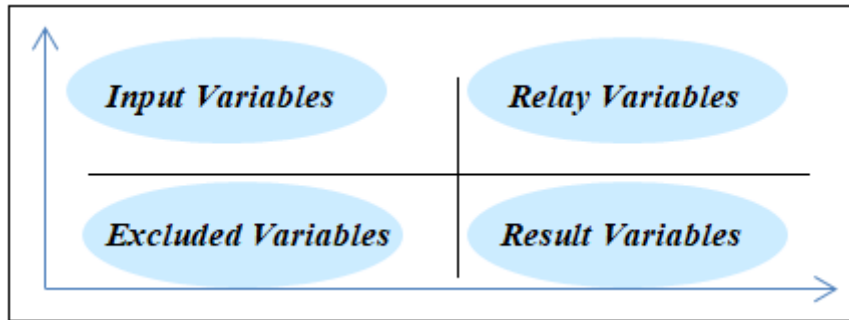 Input Variables
Relay Variables
Excluded Variables
Result Variables